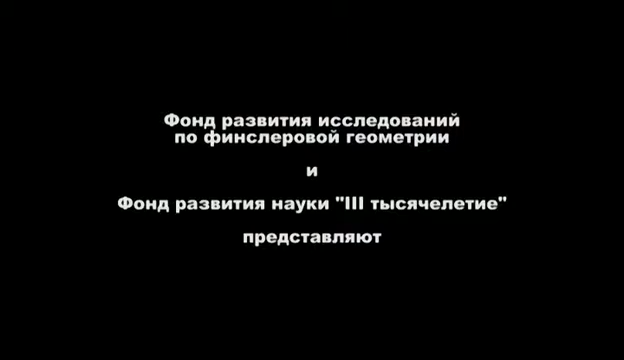 Фонд развития исследований
по финслеровой геометрии
и
Фонд развития науки "III тысячелетие"
представляют